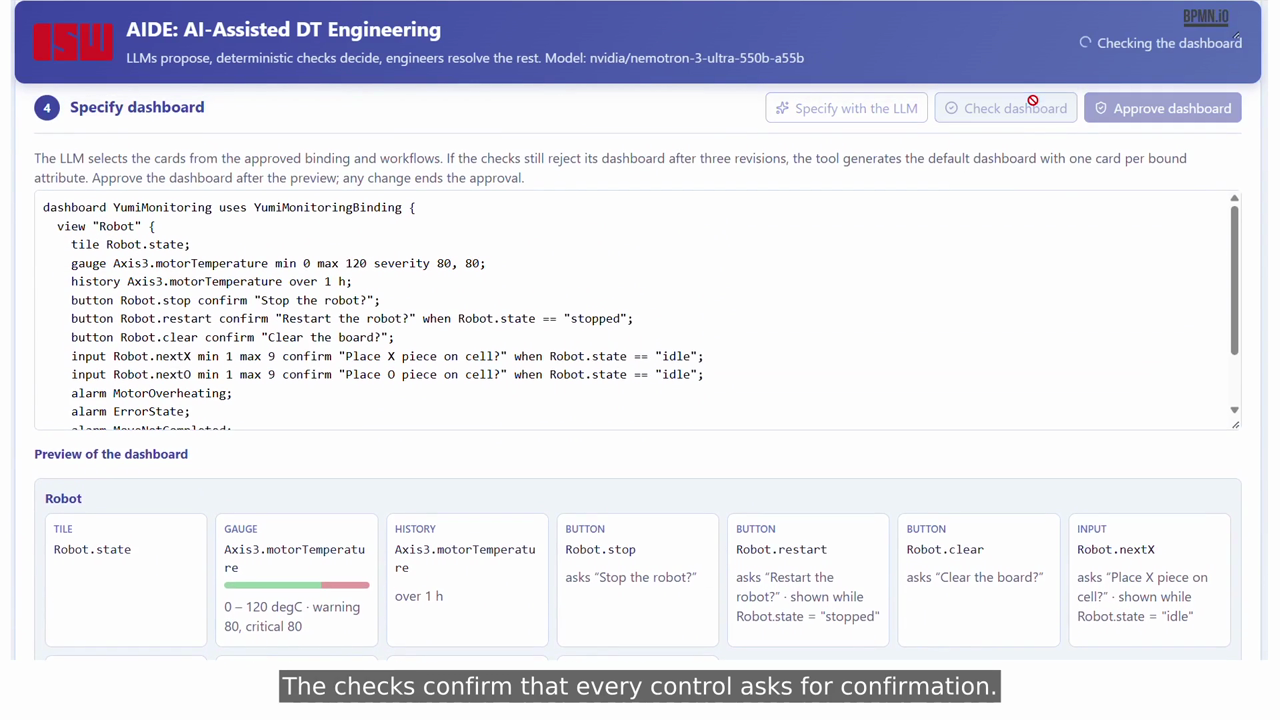 ISW
AIDE: AI-Assisted DT Engineering
LLMs propose, deterministic checks decide, engineers resolve the rest. Model: nvidia/nemotron-3-ultra-550b-a55b
BPMN.iO
Checking the dashboard
4 Specify dashboard
Specify with the LLM
Check dashboard
Approve dashboard
The LLM selects the cards from the approved binding and workflows. If the checks still reject its dashboard after three revisions, the tool generates the default dashboard with one card per bound
attribute. Approve the dashboard after the preview; any change ends the approval.
dashboard YumiMonitoring uses YumiMonitoringBinding {
view "Robot" {
tile Robot.state;
gauge Axis3.motorTemperature min 0 max 120 severity 80, 80;
history Axis3.motorTemperature over 1 h;
button Robot.stop confirm "Stop the robot?";
button Robot.restart confirm "Restart the robot?" when Robot.state == "stopped";
button Robot.clear confirm "Clear the board?";
input Robot.nextX min 1 max 9 confirm "Place X piece on cell?" when Robot.state == "idle";
input Robot.nextO min 1 max 9 confirm "Place O piece on cell?" when Robot.state == "idle";
alarm MotorOverheating;
alarm ErrorState;
alarm MoveNotCompleted;
Preview of the dashboard
Robot
TILE
Robot.state
GAUGE
Axis3.motorTemperatu
re
0 – 120 degC · warning
80, critical 80
HISTORY
Axis3.motorTemperatu
re
over 1 h
BUTTON
Robot.stop
asks “Stop the robot?”
BUTTON
Robot.restart
asks “Restart the
robot?” · shown while
Robot.state = "stopped"
BUTTON
Robot.clear
asks “Clear the board?”
INPUT
Robot.nextX
asks “Place X piece on
cell?” · shown while
Robot.state = "idle"
The checks confirm that every control asks for confirmation.